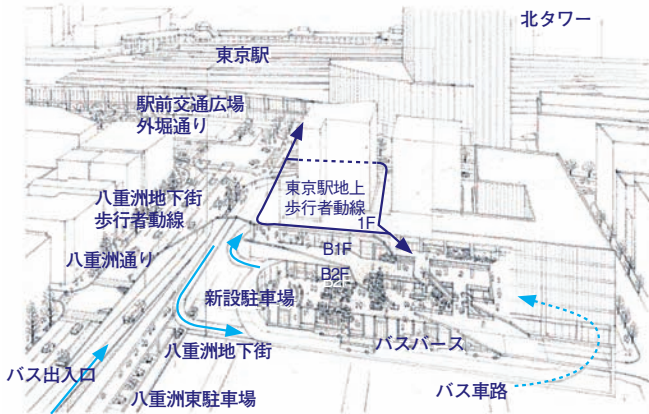 北タワー
東京駅
駅前交通広場
外堀通り
東京駅地上
歩行者動線
1F
八重洲地下街
歩行者動線
B1F
八重洲通り
B2F
新設駐車場
八重洲地下街
バスバース
バス出入口
バス車路
八重洲東駐車場